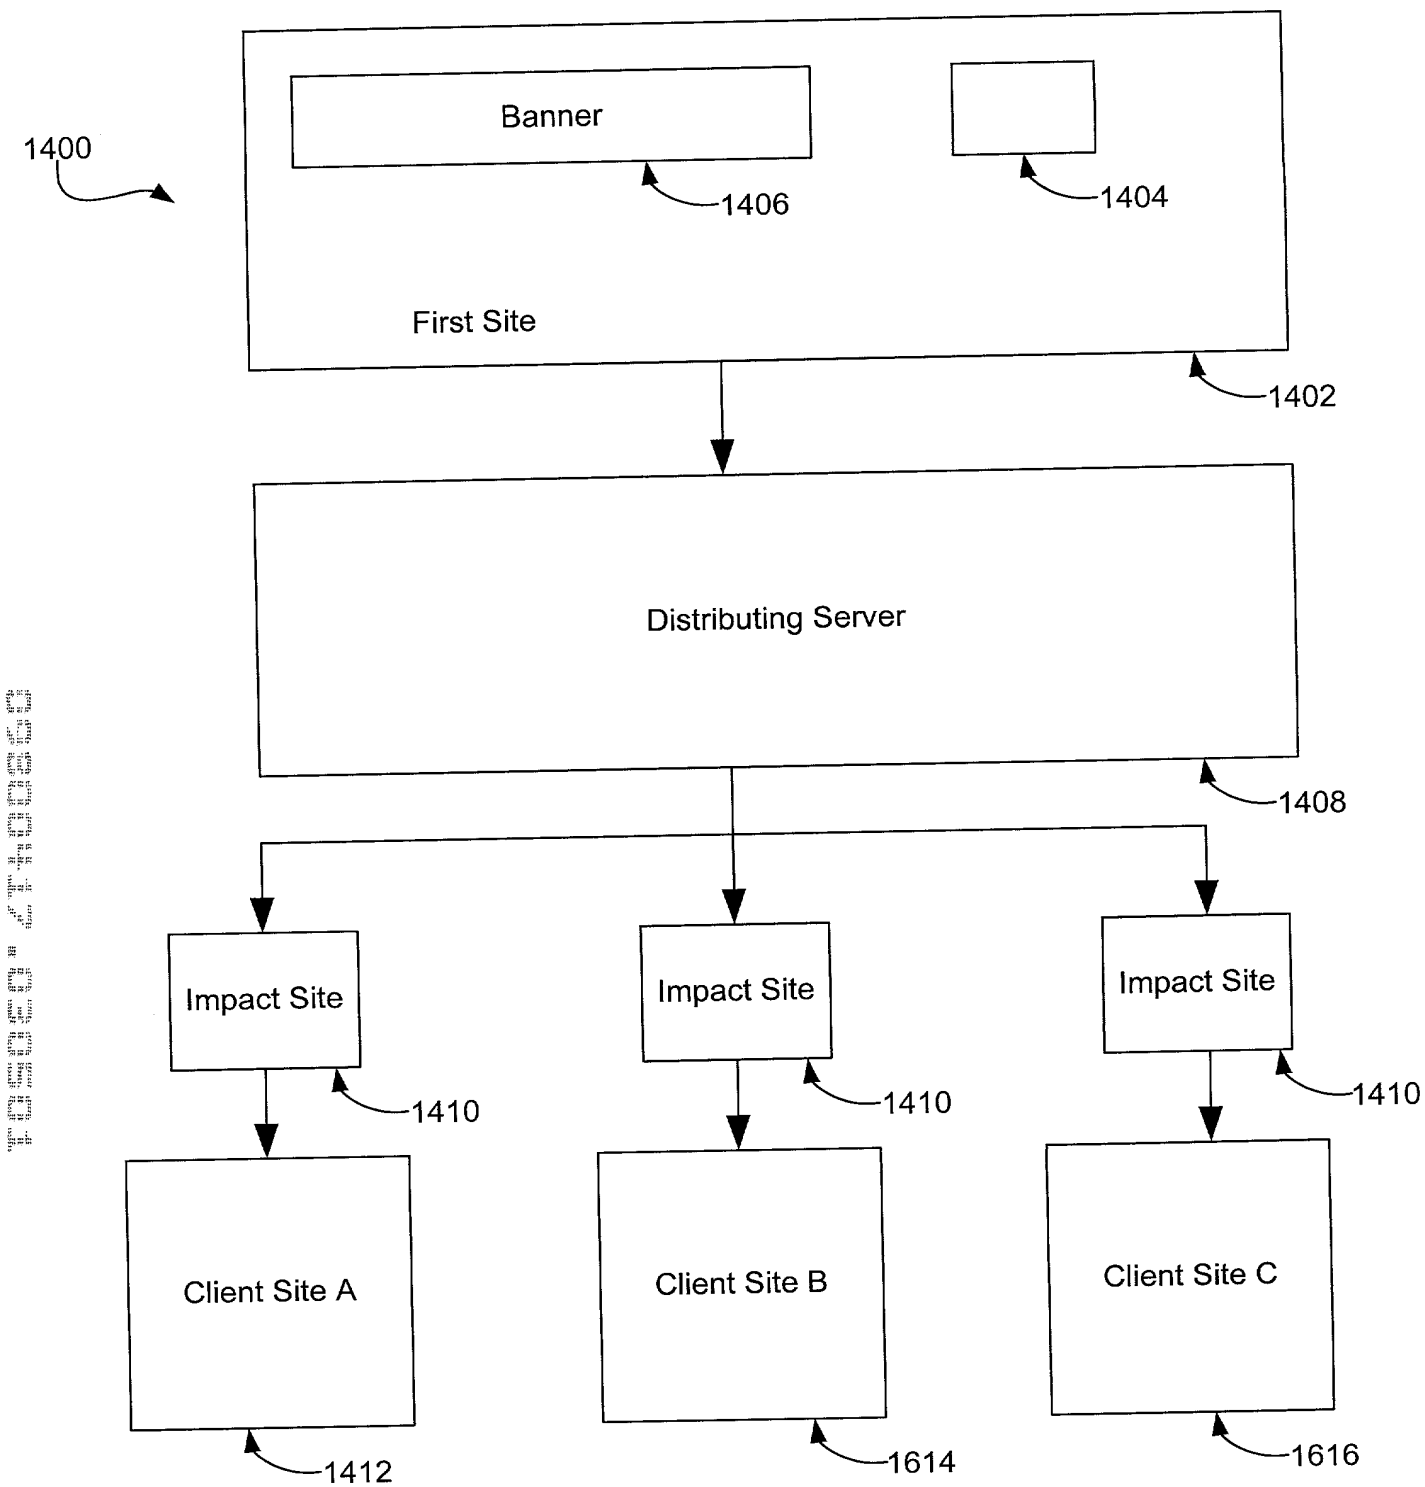 Banner
1400
1406
1404
First Site
1402
Distributing Server
1408
Impact Site
Impact Site
Impact Site
1410
1410
1410
Client Site A
Client Site B
Client Site C
1412
1614
1616